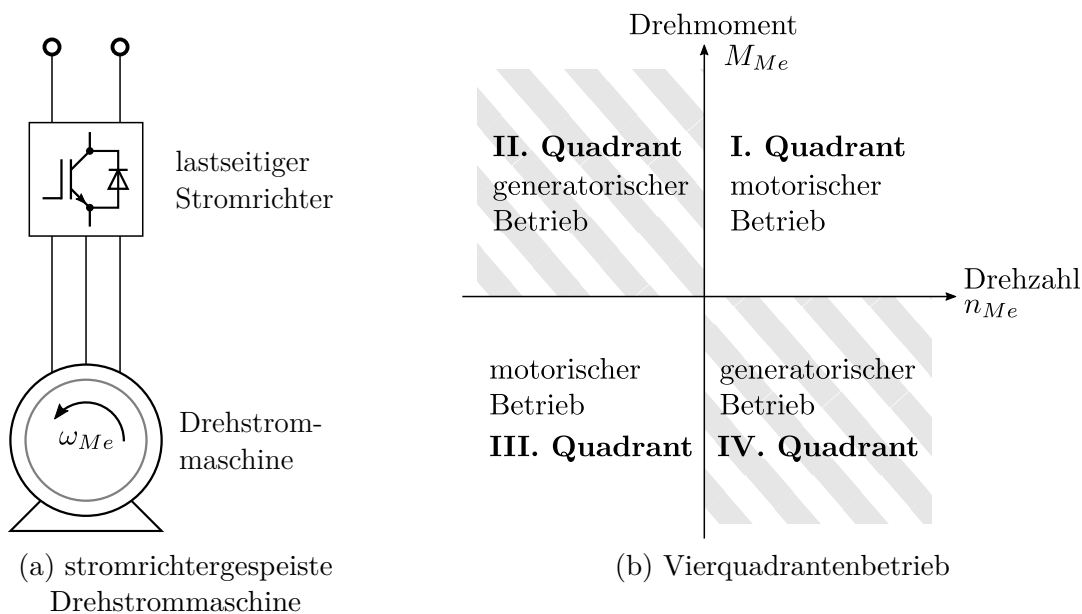 lastseitiger
Stromrichter
ω_Me
Drehstrom-
maschine
(a) stromrichtergespeiste
Drehstrommaschine
Drehmoment
M_Me
II. Quadrant
generatorischer
Betrieb
I. Quadrant
motorischer
Betrieb
Drehzahl
n_Me
motorischer
Betrieb
III. Quadrant
generatorischer
Betrieb
IV. Quadrant
(b) Vierquadrantenbetrieb